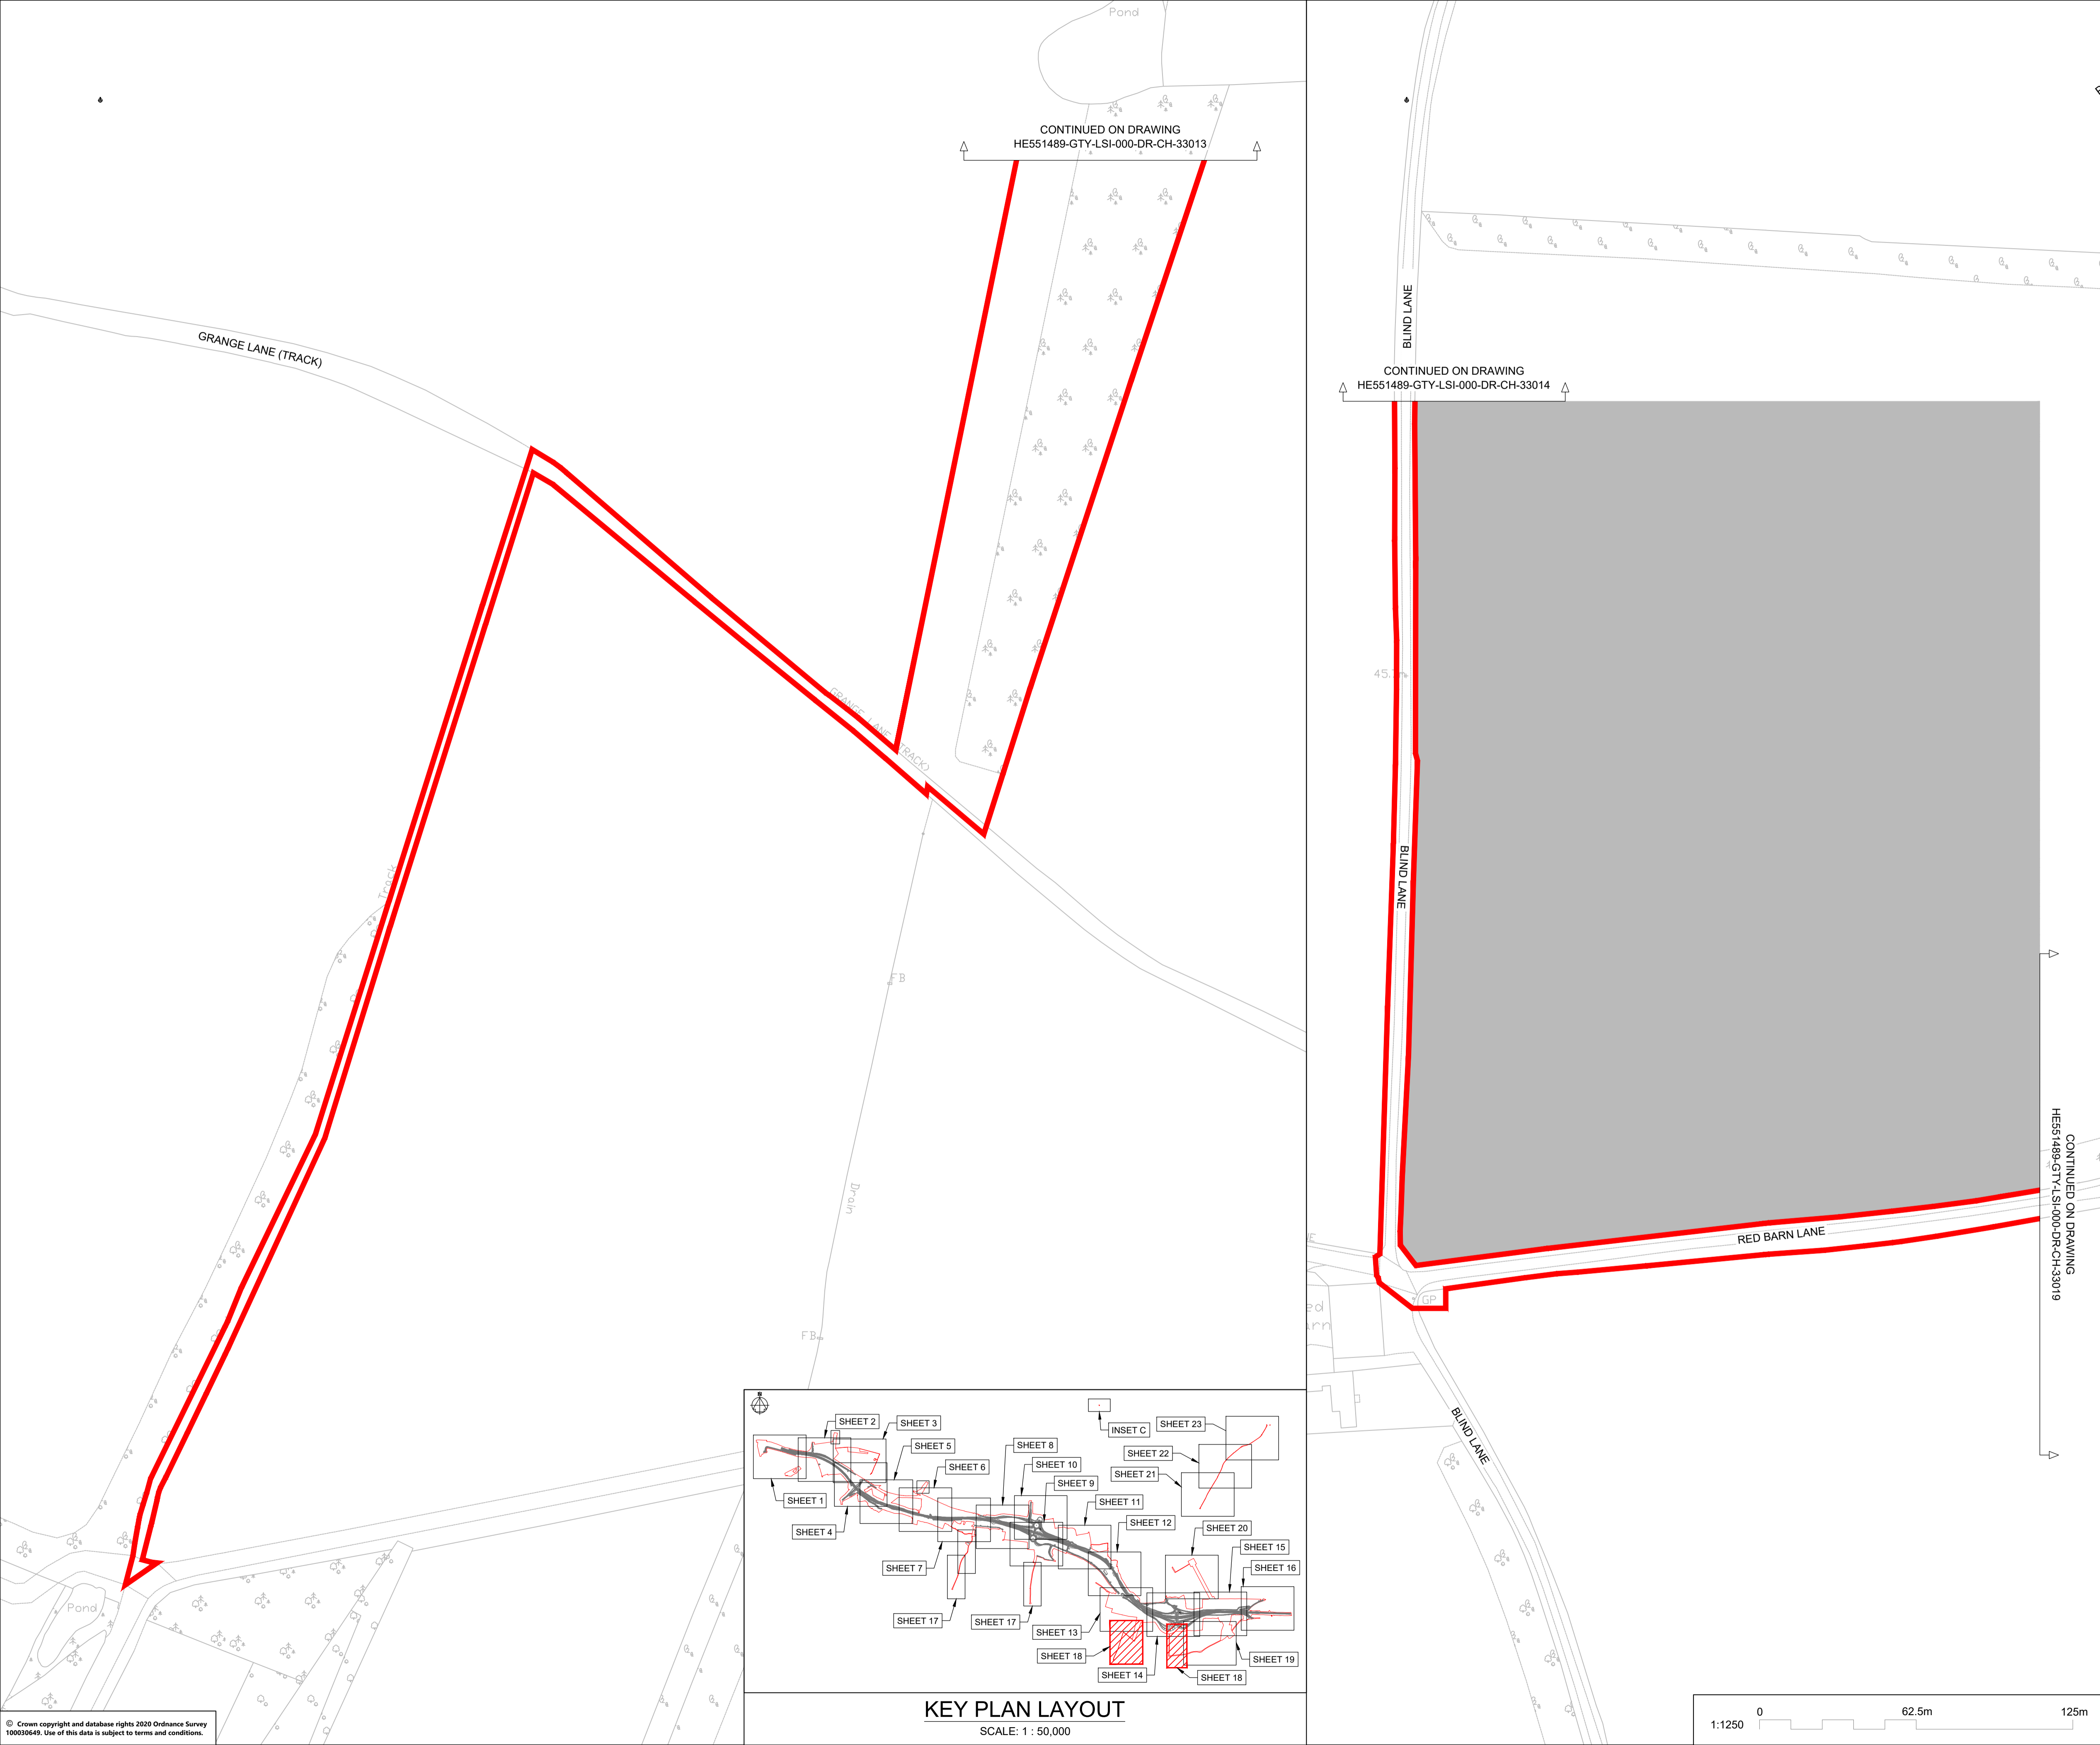 Pond
CONTINUED ON DRAWING
HE551489-GTY-LSI-000-DR-CH-33013
GRANGE LANE (TRACK)
GRANGE LANE (TRACK)
Track
FB
Drain
FB
Pond
© Crown copyright and database rights 2020 Ordnance Survey
100030649. Use of this data is subject to terms and conditions.
SHEET 2
SHEET 3
INSET C
SHEET 23
SHEET 5
SHEET 8
SHEET 22
SHEET 6
SHEET 10
SHEET 21
SHEET 9
SHEET 1
SHEET 11
SHEET 4
SHEET 12
SHEET 20
SHEET 15
SHEET 7
SHEET 16
SHEET 17
SHEET 17
SHEET 13
SHEET 18
SHEET 19
SHEET 14
SHEET 18
KEY PLAN LAYOUT
SCALE: 1 : 50,000
BLIND LANE
CONTINUED ON DRAWING
HE551489-GTY-LSI-000-DR-CH-33014
BLIND LANE
CONTINUED ON DRAWING
HE551489-GTY-LSI-000-DR-CH-33019
RED BARN LANE
GP
BLIND LANE
1:1250
0
62.5m
125m